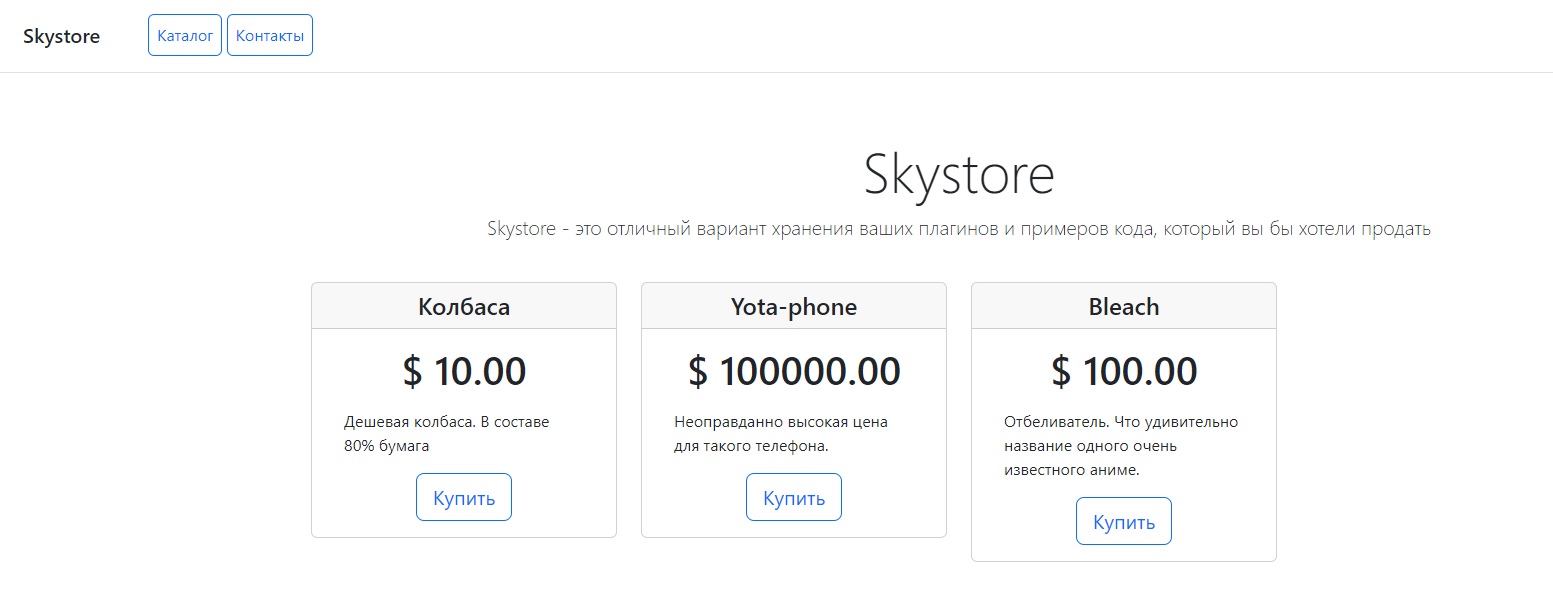 Skystore
Каталог
Контакты
Skystore
Skystore - это отличный вариант хранения ваших плагинов и примеров кода, который вы бы хотели продать
Колбаса
$ 10.00
Дешевая колбаса. В составе
80% бумага
Купить
Yota-phone
$ 100000.00
Неоправданно высокая цена
для такого телефона.
Купить
Bleach
$ 100.00
Отбеливатель. Что удивительно
название одного очень
известного аниме.
Купить